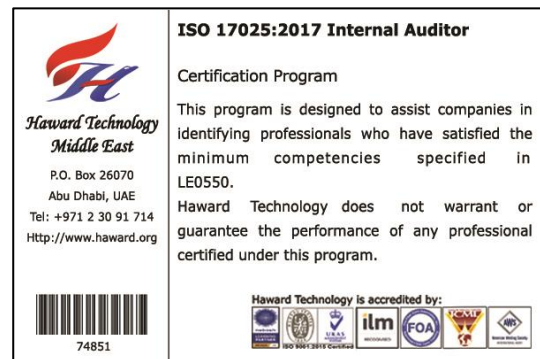 Haward Technology
Middle East
P.O. Box 26070
Abu Dhabi, UAE
Tel: +971 2 30 91 714
Http://www.haward.org
74851
ISO 17025:2017 Internal Auditor
Certification Program
This program is designed to assist companies in
identifying professionals who have satisfied the
minimum competencies specified in
LE0550.
Haward Technology does not warrant or
guarantee the performance of any professional
certified under this program.
Haward Technology is accredited by:
UKAS
ilm
FOA
ICML
AWS
ISO 9001:2015 Certified